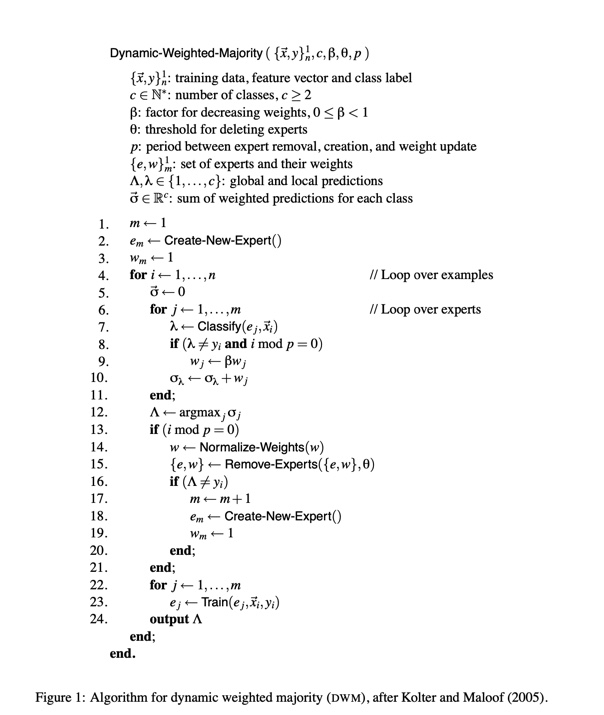 Dynamic-Weighted-Majority ( {x⃗,y}¹ₙ, c, β, θ, p )
{x⃗,y}¹ₙ: training data, feature vector and class label
c ∈ ℕ*: number of classes, c ≥ 2
β: factor for decreasing weights, 0 ≤ β < 1
θ: threshold for deleting experts
p: period between expert removal, creation, and weight update
{e,w}¹ₘ: set of experts and their weights
Λ,λ ∈ {1,...,c}: global and local predictions
σ⃗ ∈ ℝᶜ: sum of weighted predictions for each class
1. m ← 1
2. eₘ ← Create-New-Expert()
3. wₘ ← 1
4. for i ← 1,...,n // Loop over examples
5. σ⃗ ← 0
6. for j ← 1,...,m // Loop over experts
7. λ ← Classify(eⱼ,x⃗ᵢ)
8. if (λ ≠ yᵢ and i mod p = 0)
9. wⱼ ← βwⱼ
10. σ_λ ← σ_λ + wⱼ
11. end;
12. Λ ← argmaxⱼ σⱼ
13. if (i mod p = 0)
14. w ← Normalize-Weights(w)
15. {e,w} ← Remove-Experts({e,w},θ)
16. if (Λ ≠ yᵢ)
17. m ← m + 1
18. eₘ ← Create-New-Expert()
19. wₘ ← 1
20. end;
21. end;
22. for j ← 1,...,m
23. eⱼ ← Train(eⱼ,x⃗ᵢ,yᵢ)
24. output Λ
end;
end.
Figure 1: Algorithm for dynamic weighted majority (DWM), after Kolter and Maloof (2005).